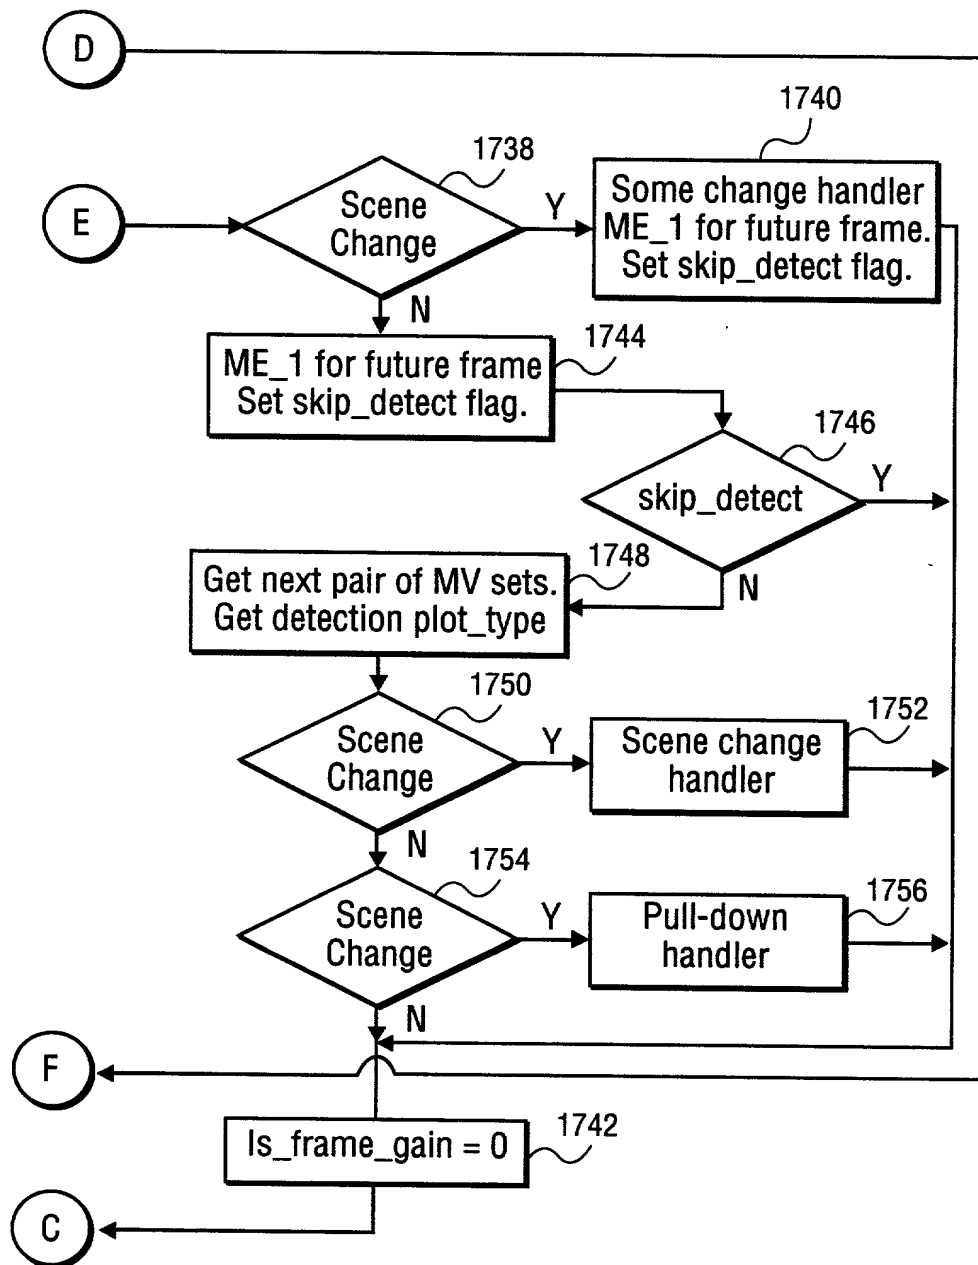 D
1740
1738
E
Scene
Change
Y
Some change handler
ME_1 for future frame.
Set skip_detect flag.
N
1744
ME_1 for future frame
Set skip_detect flag.
1746
skip_detect
Y
1748
N
Get next pair of MV sets.
Get detection plot_type
1750
Scene
Change
Y
1752
Scene change
handler
N
1754
Scene
Change
Y
1756
Pull-down
handler
N
F
1742
Is_frame_gain = 0
C